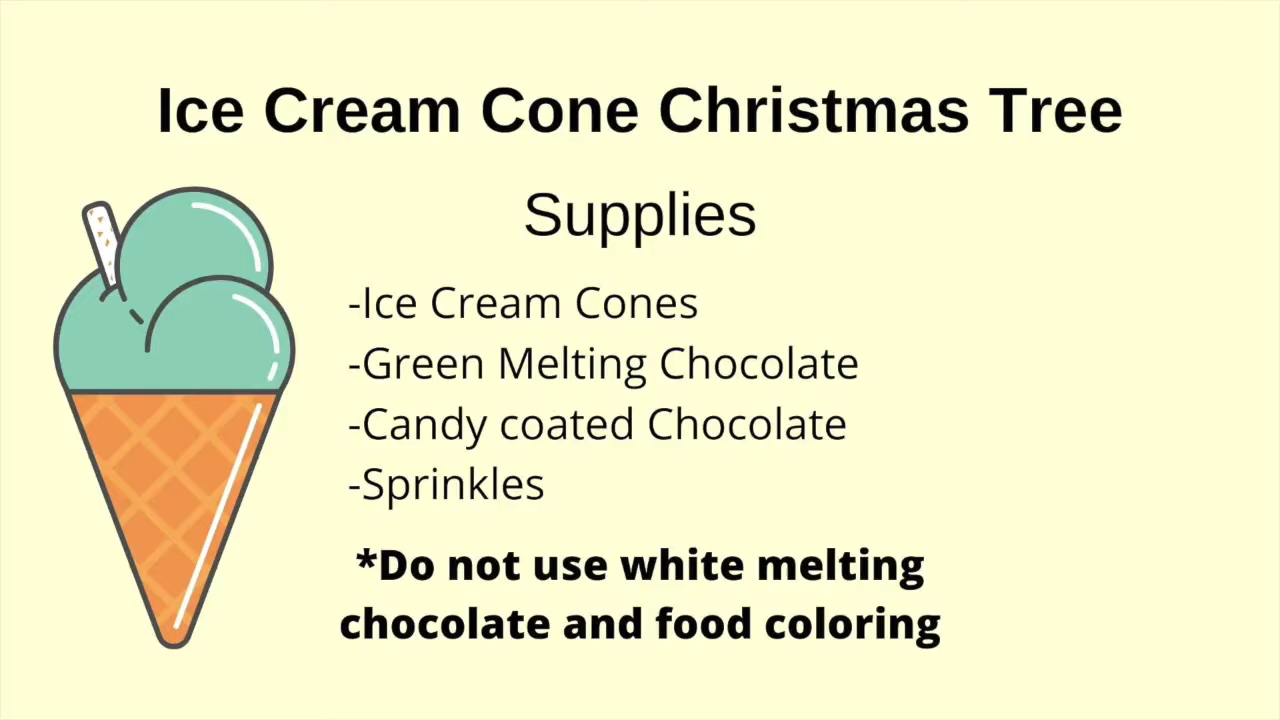 Ice Cream Cone Christmas Tree
Supplies
-Ice Cream Cones
-Green Melting Chocolate
-Candy coated Chocolate
-Sprinkles
*Do not use white melting
chocolate and food coloring